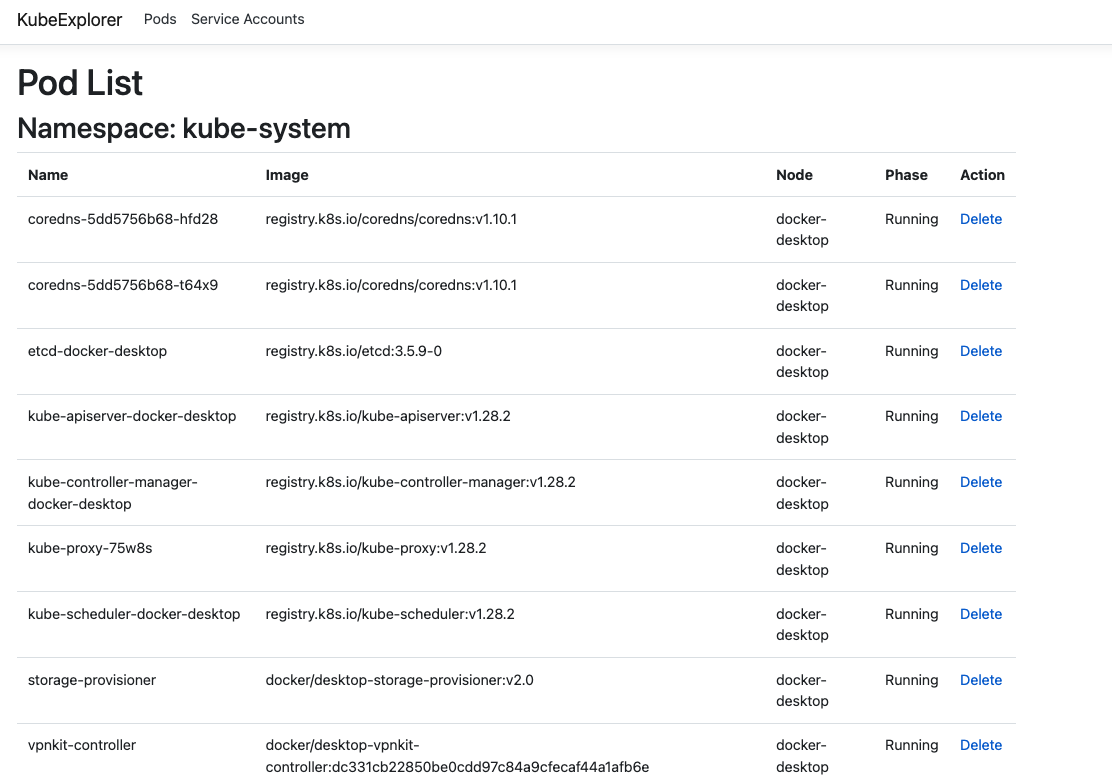 KubeExplorer Pods Service Accounts
Pod List
Namespace: kube-system
Name Image Node Phase Action
coredns-5dd5756b68-hfd28 registry.k8s.io/coredns/coredns:v1.10.1 docker- Running Delete
desktop
coredns-5dd5756b68-t64x9 registry.k8s.io/coredns/coredns:v1.10.1 docker- Running Delete
desktop
etcd-docker-desktop registry.k8s.io/etcd:3.5.9-0 docker- Running Delete
desktop
kube-apiserver-docker-desktop registry.k8s.io/kube-apiserver:v1.28.2 docker- Running Delete
desktop
kube-controller-manager- registry.k8s.io/kube-controller-manager:v1.28.2 docker- Running Delete
docker-desktop desktop
kube-proxy-75w8s registry.k8s.io/kube-proxy:v1.28.2 docker- Running Delete
desktop
kube-scheduler-docker-desktop registry.k8s.io/kube-scheduler:v1.28.2 docker- Running Delete
desktop
storage-provisioner docker/desktop-storage-provisioner:v2.0 docker- Running Delete
desktop
vpnkit-controller docker/desktop-vpnkit- docker- Running Delete
controller:dc331cb22850be0cdd97c84a9cfecaf44a1afb6e desktop